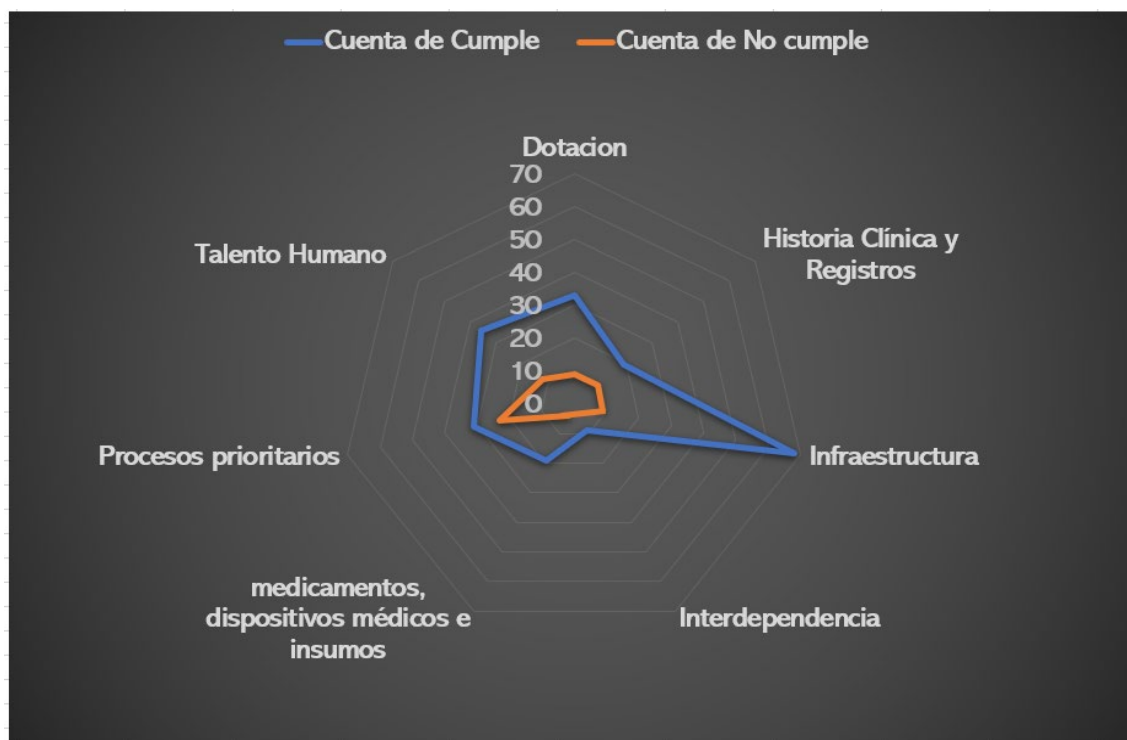 Cuenta de Cumple
Cuenta de No cumple
Dotacion
70
60
50
40
30
20
10
0
Historia Clínica y
Registros
Talento Humano
Infraestructura
Procesos prioritarios
medicamentos,
dispositivos médicos e
insumos
Interdependencia